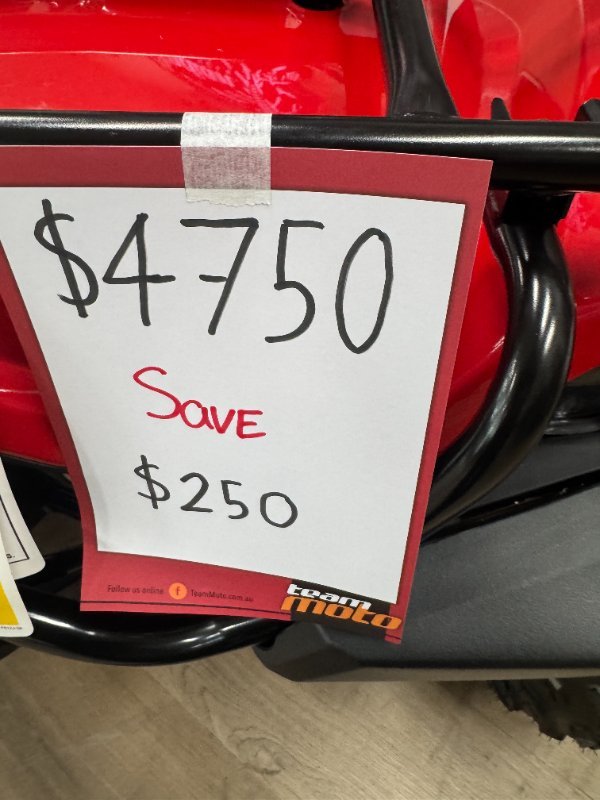 $4750
Save
$250
Follow us online f TeamMoto.com.au
team
moto